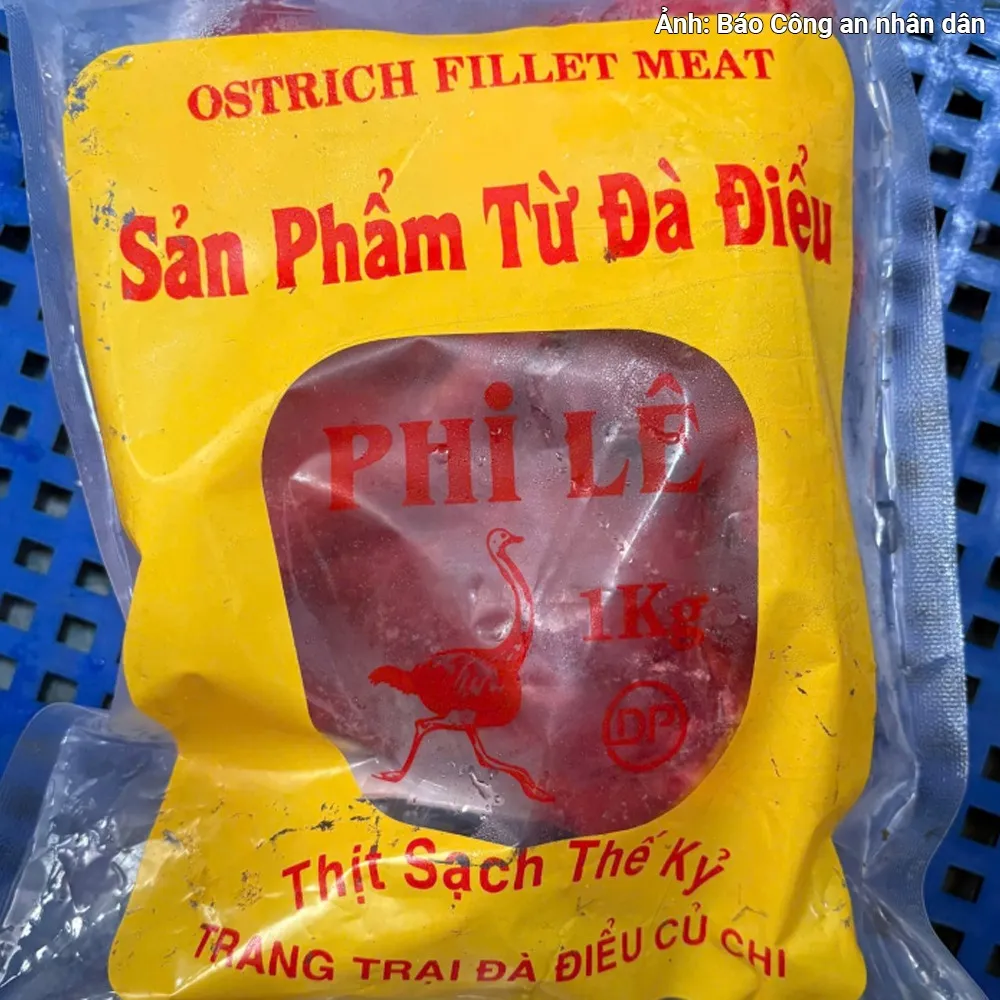 Ảnh: Báo Công an nhân dân
OSTRICH FILLET MEAT
Sản Phẩm Từ Đà Điểu
PHI LÊ
1Kg
DP
Thịt Sạch Thế Kỷ
TRANG TRẠI ĐÀ ĐIỂU CỦ CHI